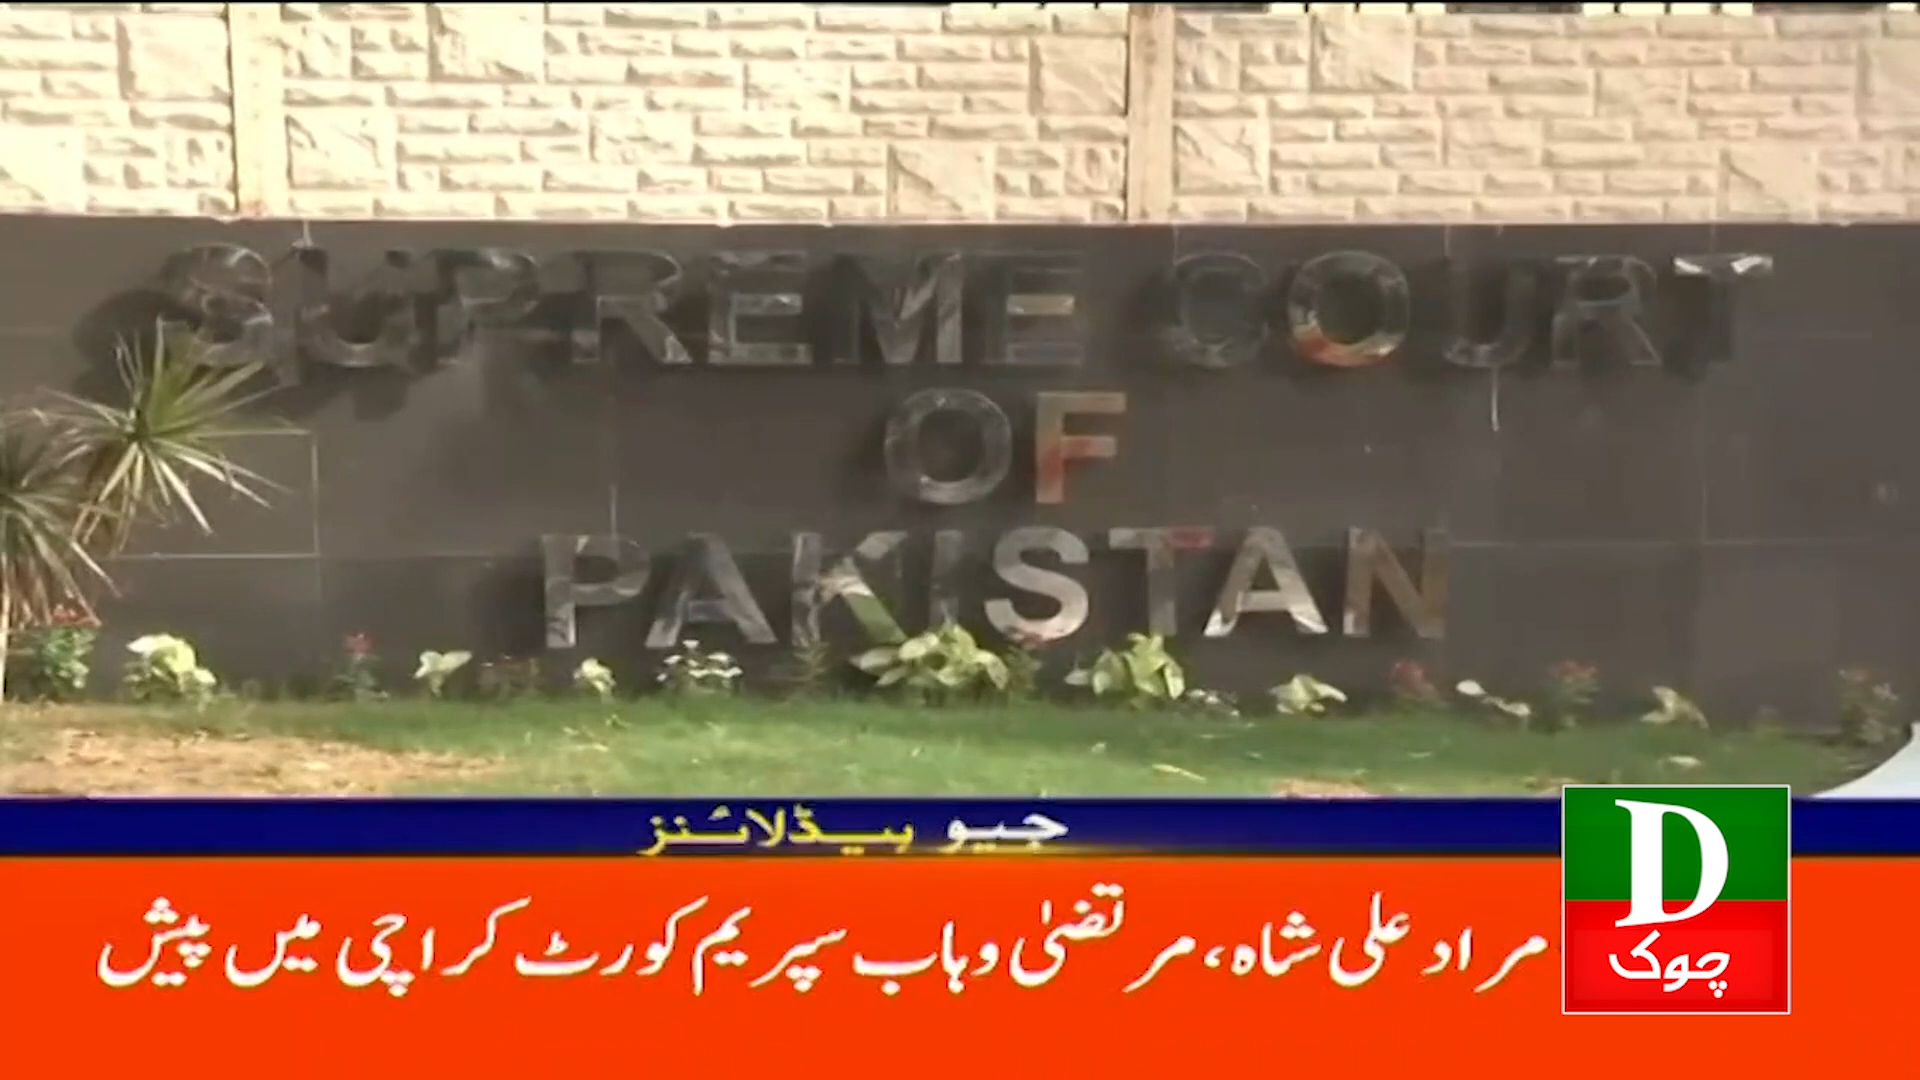 SUPREME COURT
OF
PAKISTAN
جیو ہیڈلائنز
مراد علی شاہ، مرتضیٰ وہاب سپریم کورٹ کراچی میں پیش
D
چوک